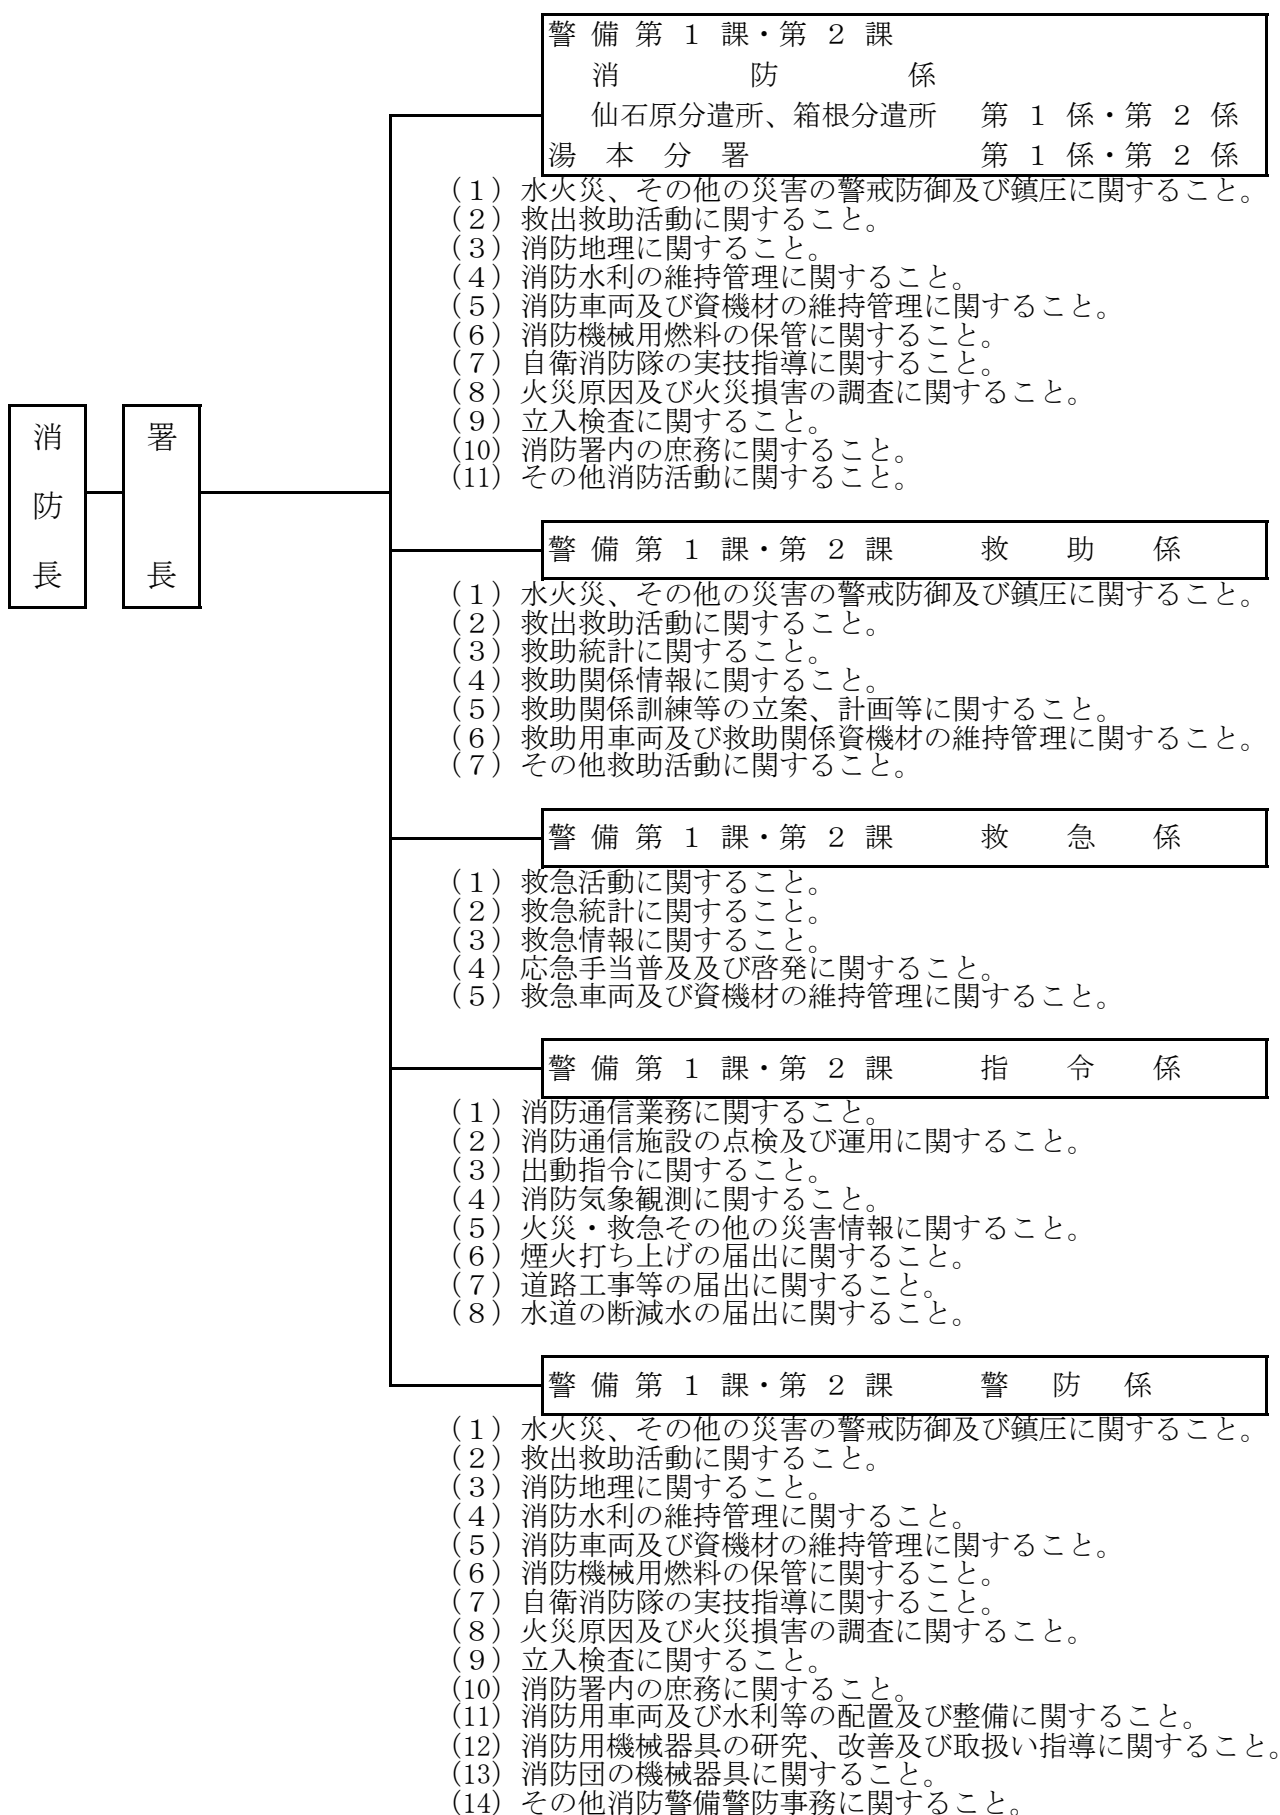 消防長
署長
警備第1課・第2課
消防係
仙石原分遣所、箱根分遣所 第1係・第2係
湯本分署 第1係・第2係
(1) 水火災、その他の災害の警戒防御及び鎮圧に関すること。
(2) 救出救助活動に関すること。
(3) 消防地理に関すること。
(4) 消防水利の維持管理に関すること。
(5) 消防車両及び資機材の維持管理に関すること。
(6) 消防機械用燃料の保管に関すること。
(7) 自衛消防隊の実技指導に関すること。
(8) 火災原因及び火災損害の調査に関すること。
(9) 立入検査に関すること。
(10) 消防署内の庶務に関すること。
(11) その他消防活動に関すること。
警備第1課・第2課 救助係
(1) 水火災、その他の災害の警戒防御及び鎮圧に関すること。
(2) 救出救助活動に関すること。
(3) 救助統計に関すること。
(4) 救助関係情報に関すること。
(5) 救助関係訓練等の立案、計画等に関すること。
(6) 救助用車両及び救助関係資機材の維持管理に関すること。
(7) その他救助活動に関すること。
警備第1課・第2課 救急係
(1) 救急活動に関すること。
(2) 救急統計に関すること。
(3) 救急情報に関すること。
(4) 応急手当普及及び啓発に関すること。
(5) 救急車両及び資機材の維持管理に関すること。
警備第1課・第2課 指令係
(1) 消防通信業務に関すること。
(2) 消防通信施設の点検及び運用に関すること。
(3) 出動指令に関すること。
(4) 消防気象観測に関すること。
(5) 火災・救急その他の災害情報に関すること。
(6) 煙火打ち上げの届出に関すること。
(7) 道路工事等の届出に関すること。
(8) 水道の断減水の届出に関すること。
警備第1課・第2課 警防係
(1) 水火災、その他の災害の警戒防御及び鎮圧に関すること。
(2) 救出救助活動に関すること。
(3) 消防地理に関すること。
(4) 消防水利の維持管理に関すること。
(5) 消防車両及び資機材の維持管理に関すること。
(6) 消防機械用燃料の保管に関すること。
(7) 自衛消防隊の実技指導に関すること。
(8) 火災原因及び火災損害の調査に関すること。
(9) 立入検査に関すること。
(10) 消防署内の庶務に関すること。
(11) 消防用車両及び水利等の配置及び整備に関すること。
(12) 消防用機械器具の研究、改善及び取扱い指導に関すること。
(13) 消防団の機械器具に関すること。
(14) その他消防警備警防事務に関すること。